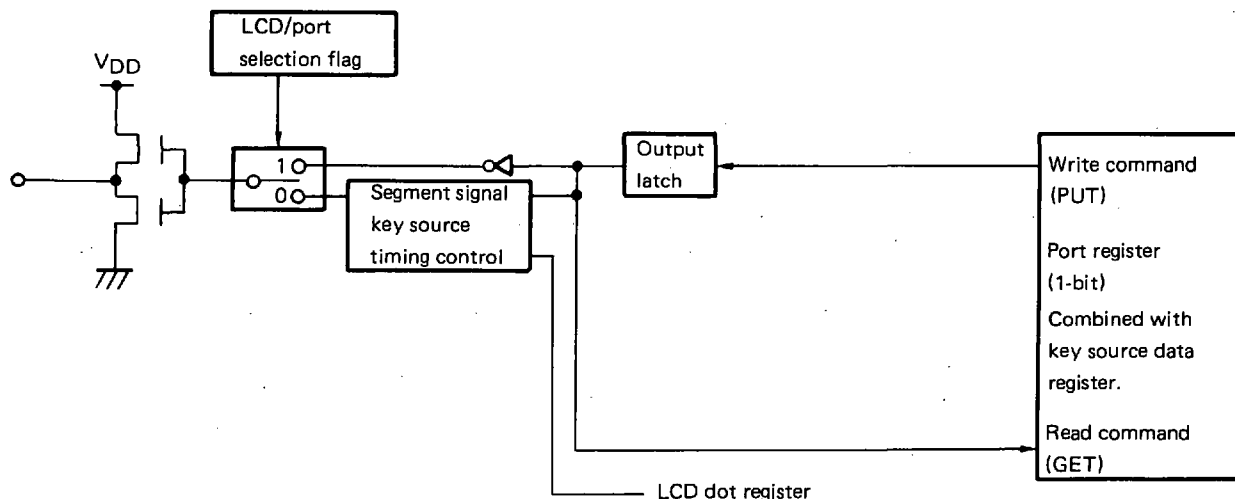 LCD/port
selection flag
VDD
1
0
Segment signal
key source
timing control
Output
latch
Write command
(PUT)
Port register
(1-bit)
Combined with
key source data
register.
Read command
(GET)
LCD dot register